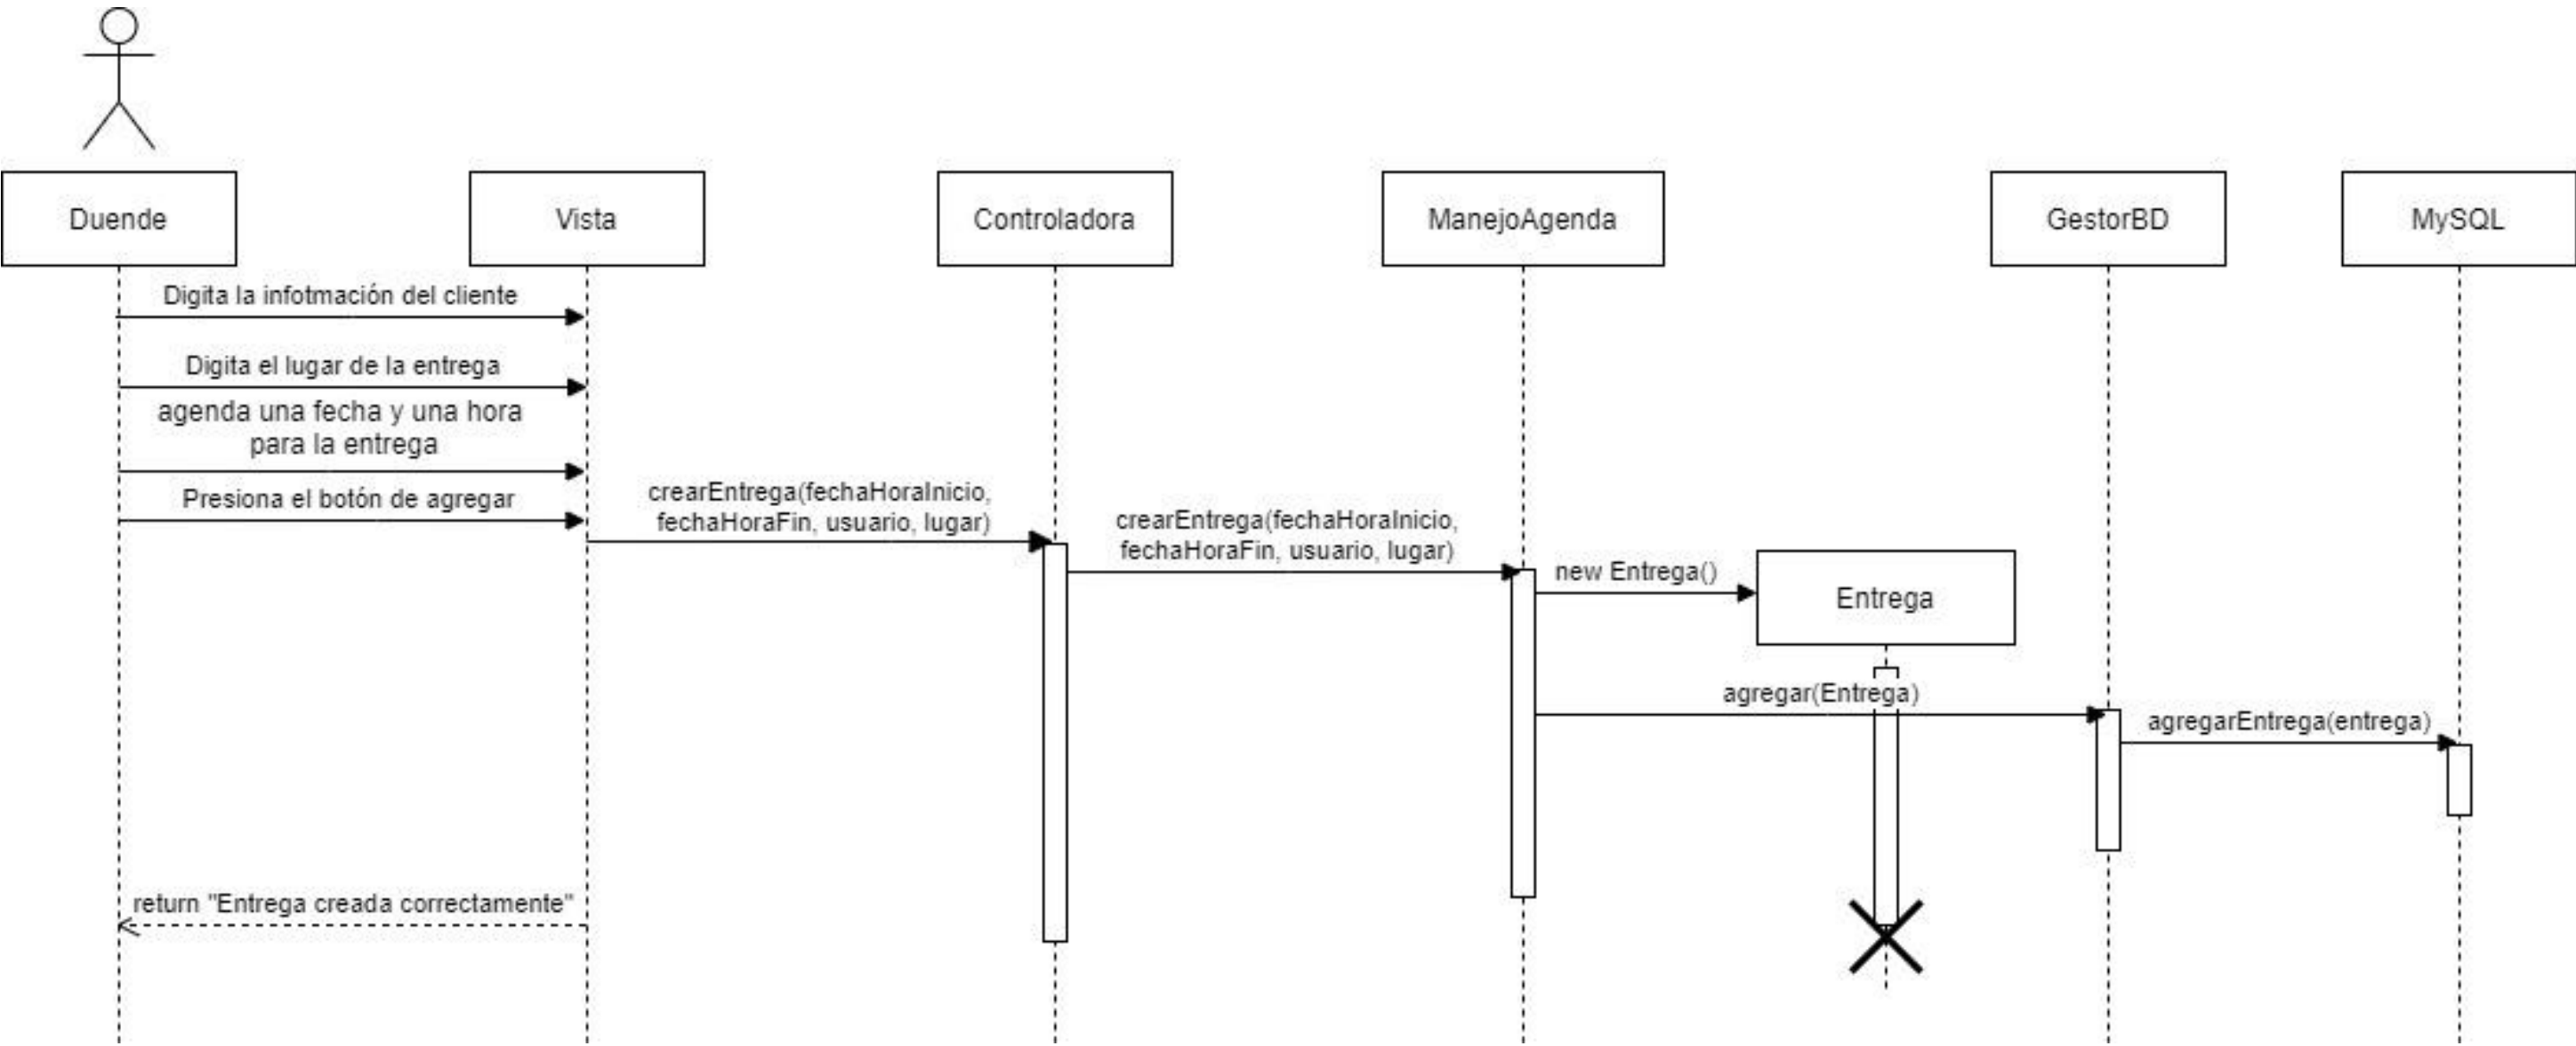 Duende
Vista
Controladora
ManejoAgenda
GestorBD
MySQL
Digita la infotmación del cliente
Digita el lugar de la entrega
agenda una fecha y una hora
para la entrega
Presiona el botón de agregar
crearEntrega(fechaHoraInicio,
fechaHoraFin, usuario, lugar)
crearEntrega(fechaHoraInicio,
fechaHoraFin, usuario, lugar)
new Entrega()
Entrega
agregar(Entrega)
agregarEntrega(entrega)
return "Entrega creada correctamente"